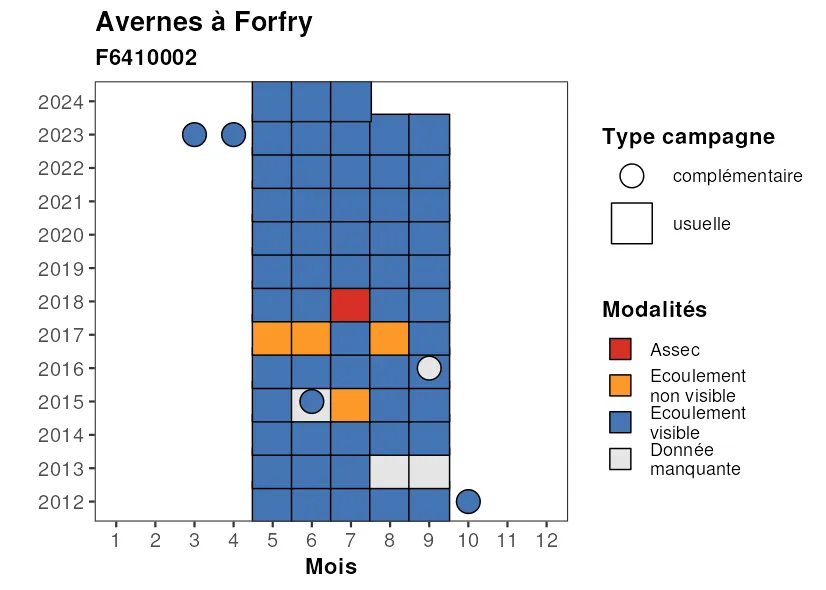 Avernes à Forfry
F6410002
2024
2023
2022
2021
2020
2019
2018
2017
2016
2015
2014
2013
2012
1 2 3 4 5 6 7 8 9 10 11 12
Mois
Type campagne
complémentaire
usuelle
Modalités
Assec
Ecoulement
non visible
Ecoulement
visible
Donnée
manquante